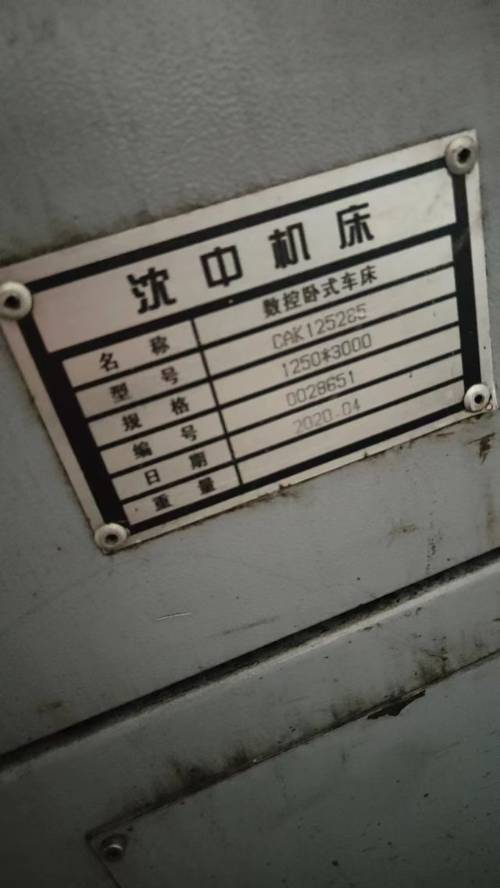 沈中机床
名称 数控卧式车床
型号 CAK125285
规格 1250*3000
编号 0028651
日期 2020.04
重量